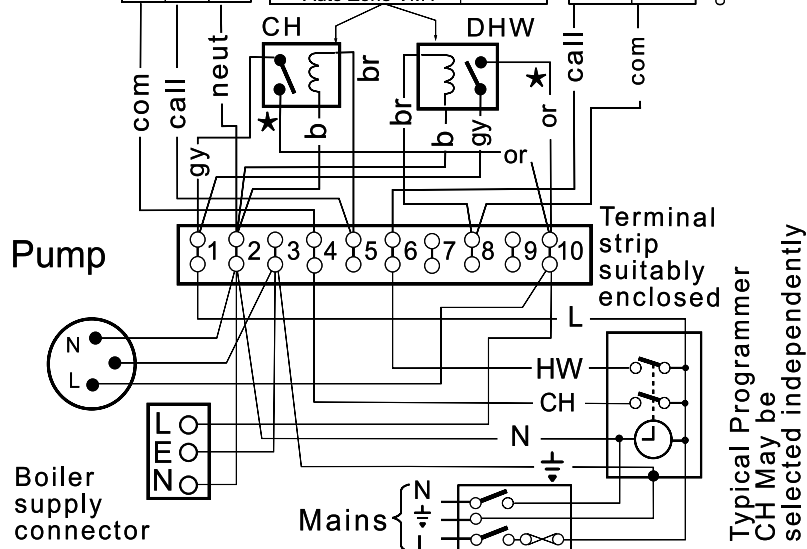 CH
DHW
com
call
neut
br
br
or
call
com
gy
b
b
gy
or
Pump
1 2 3 4 5 6 7 8 9 10
Terminal
strip
suitably
enclosed
N
L
L
HW
CH
N
L
E
N
Boiler
supply
connector
Mains
N
L
Typical Programmer
CH May be
selected independently